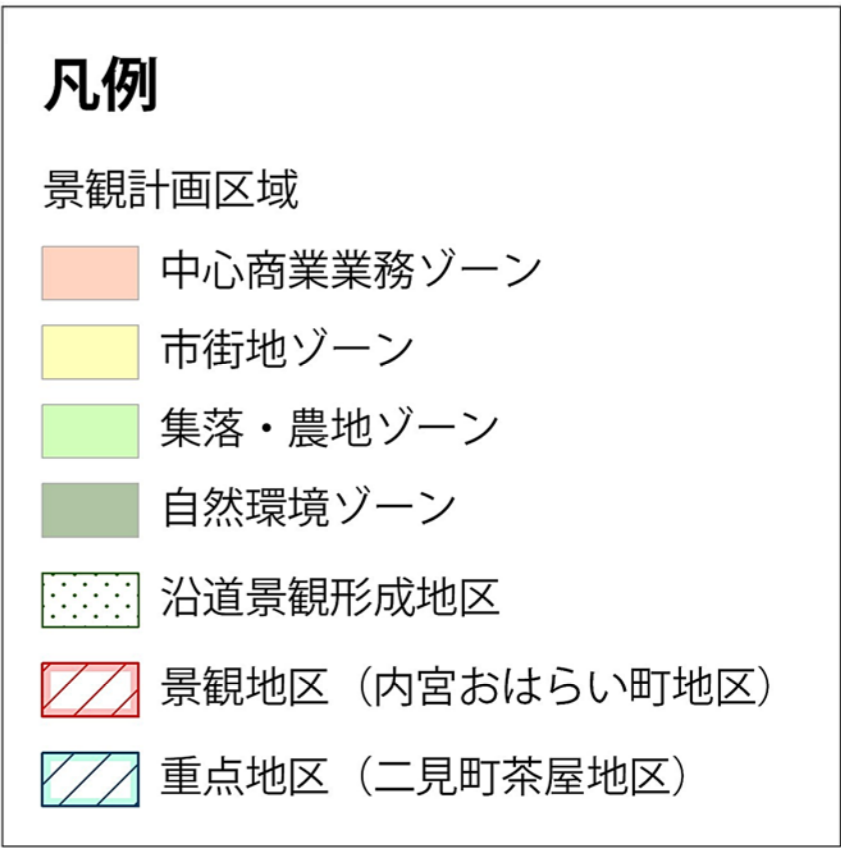 凡例
景観計画区域
中心商業業務ゾーン
市街地ゾーン
集落・農地ゾーン
自然環境ゾーン
沿道景観形成地区
景観地区（内宮おはらい町地区）
重点地区（二見町茶屋地区）